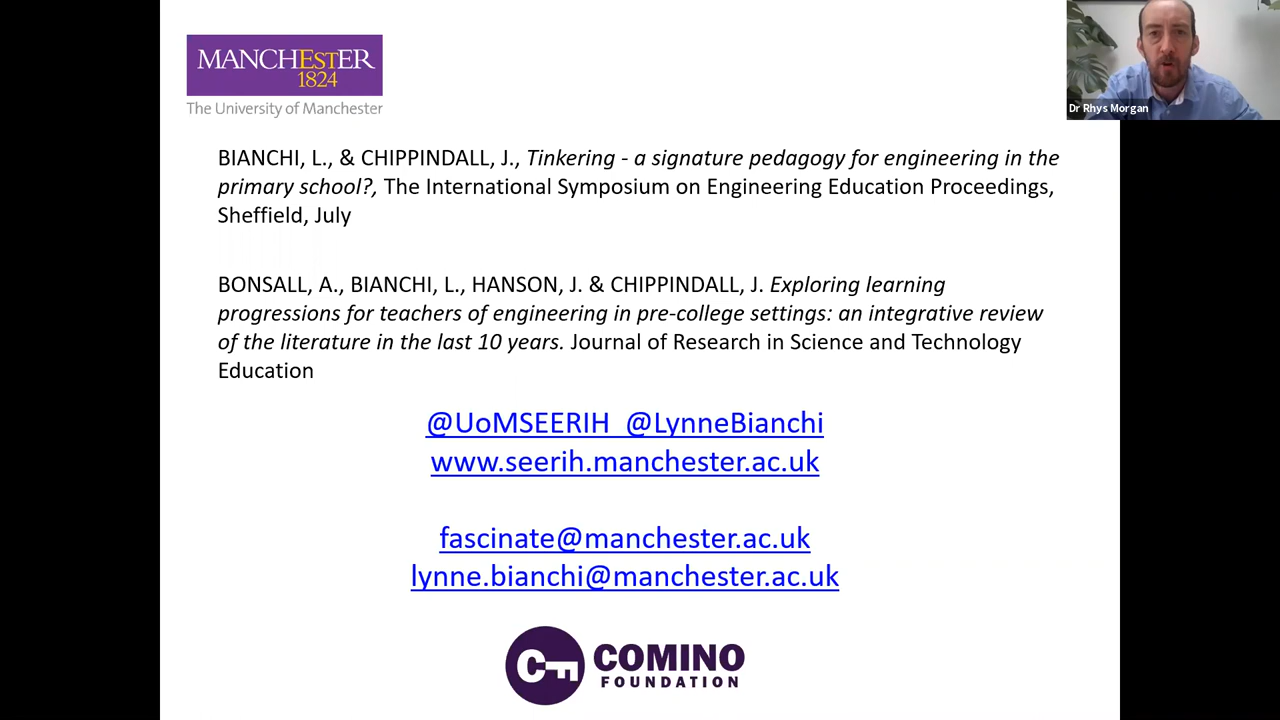 MANCHESTER
1824
The University of Manchester
Dr Rhys Morgan
BIANCHI, L., & CHIPPINDALL, J., Tinkering - a signature pedagogy for engineering in the
primary school?, The International Symposium on Engineering Education Proceedings,
Sheffield, July
BONSALL, A., BIANCHI, L., HANSON, J. & CHIPPINDALL, J. Exploring learning
progressions for teachers of engineering in pre-college settings: an integrative review
of the literature in the last 10 years. Journal of Research in Science and Technology
Education
@UoMSEERIH @LynneBianchi
www.seerih.manchester.ac.uk
fascinate@manchester.ac.uk
lynne.bianchi@manchester.ac.uk
CF COMINO
FOUNDATION